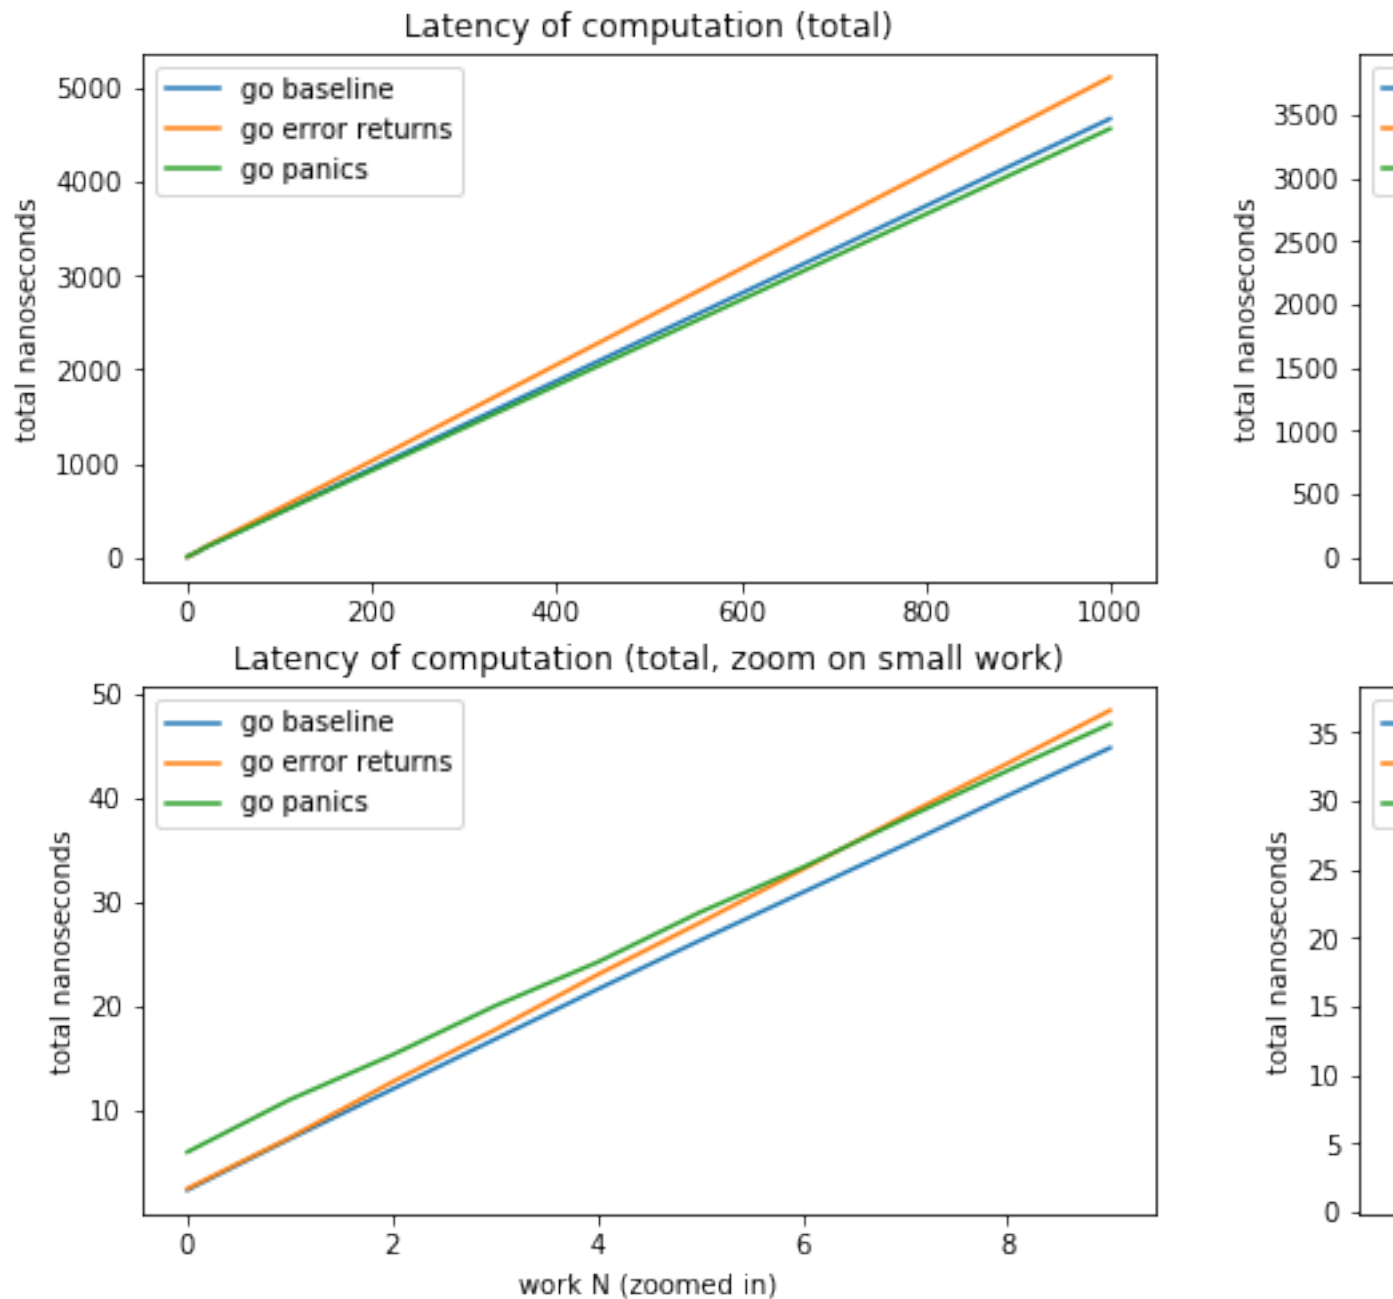 Latency of computation (total)
go baseline
go error returns
go panics
total nanoseconds
5000
4000
3000
2000
1000
0
0 200 400 600 800 1000
total nanoseconds
3500
3000
2500
2000
1500
1000
500
0
Latency of computation (total, zoom on small work)
go baseline
go error returns
go panics
total nanoseconds
50
40
30
20
10
0 2 4 6 8
work N (zoomed in)
total nanoseconds
35
30
25
20
15
10
5
0